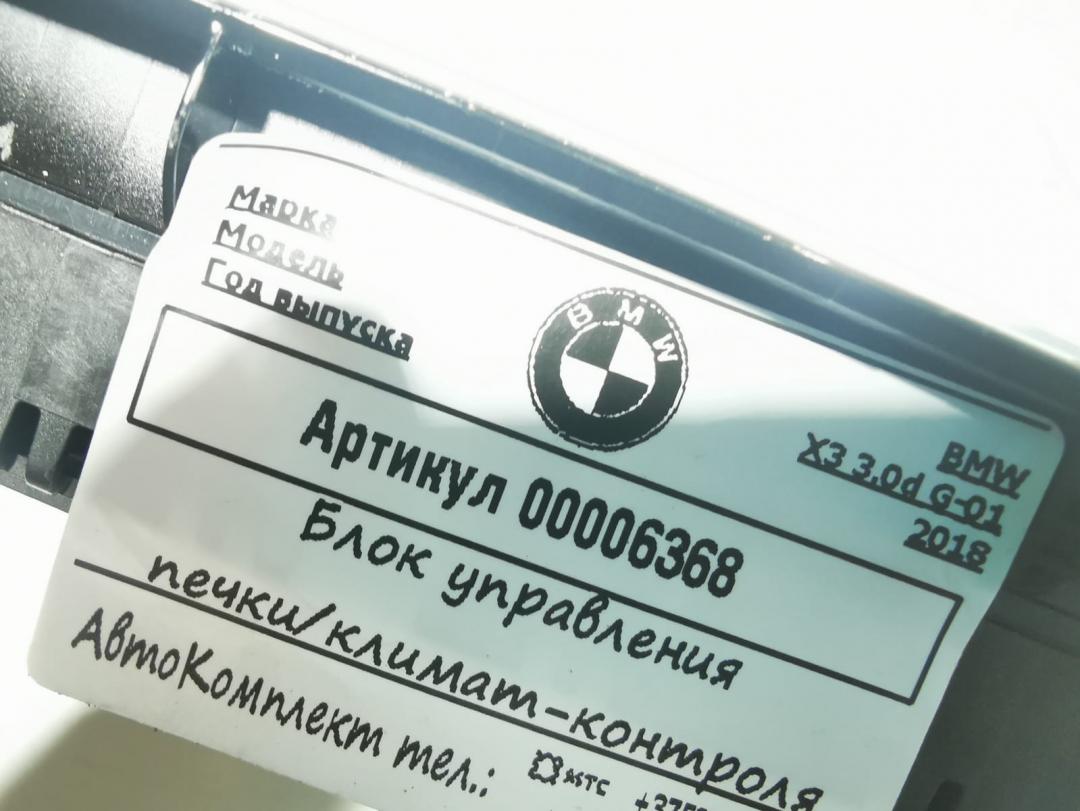 Марка
Модель
Год выпуска
BMW
BMW
X3 3.0d G-01
2018
Артикул 00006368
Блок управления
печки/климат-контроля
АвтоКомплект тел.:
мтс